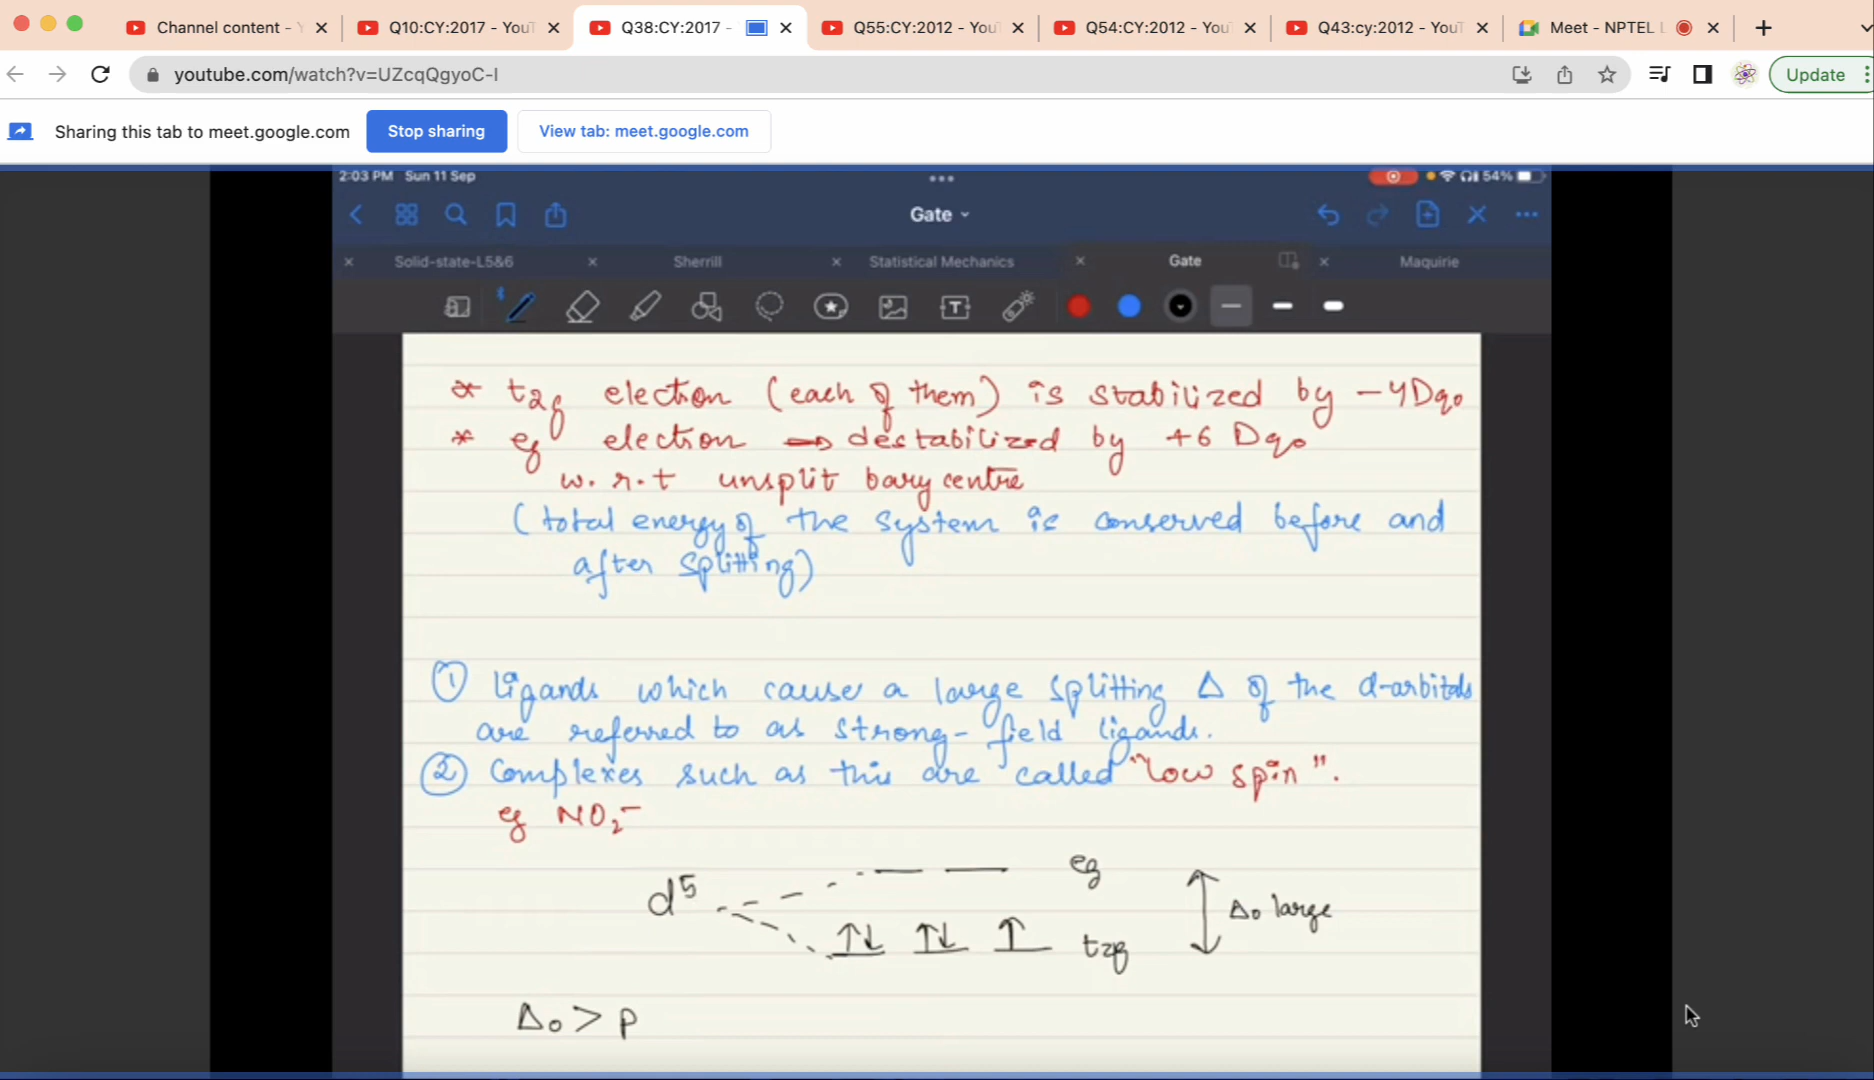 Channel content -
Q10:CY:2017 - YouT
Q38:CY:2017 -
Q55:CY:2012 - YouT
Q54:CY:2012 - YouT
Q43:cy:2012 - YouT
Meet - NPTEL L
youtube.com/watch?v=UZcqQgyoC-I
Update
Sharing this tab to meet.google.com
Stop sharing
View tab: meet.google.com
2:03 PM Sun 11 Sep
54%
Gate
Solid-state-L5&6
Sherrill
Statistical Mechanics
Gate
Maquirie
* t2g election (each of them) is stabilized by -4Dq₀
* eg election → destabilized by +6 Dq₀
w.r.t unsplit bary centre
(total energy of the system is conserved before and
after splitting)
① Ligands which cause a large splitting Δ of the d-orbitals
are referred to as strong-field ligands.
② Complexes such as this are called "low spin".
eg NO₂⁻
d⁵
eg
↑↓ ↑↓ ↑ t2g
Δ₀ large
Δ₀ > p